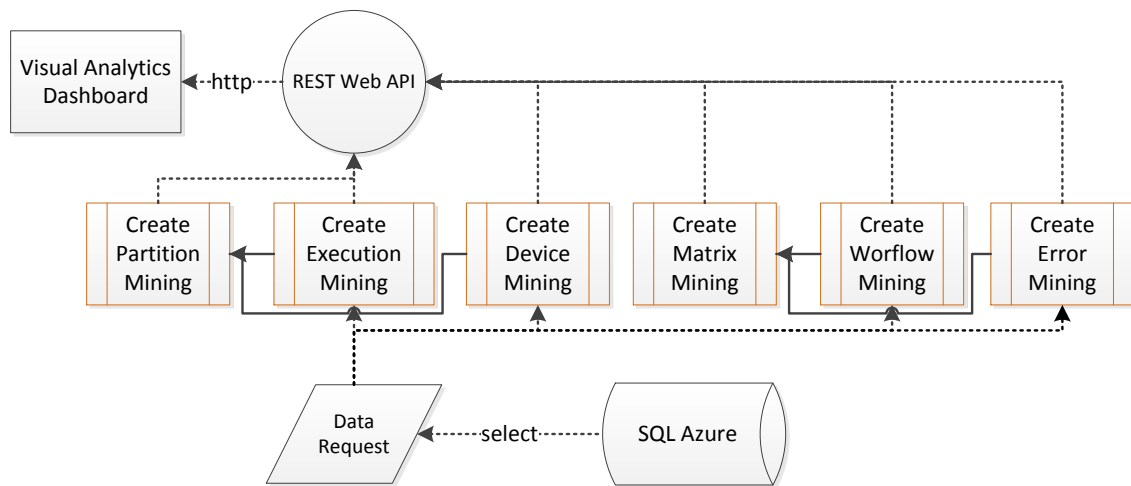 Visual Analytics
Dashboard
http
REST Web API
Create
Partition
Mining
Create
Execution
Mining
Create
Device
Mining
Create
Matrix
Mining
Create
Worflow
Mining
Create
Error
Mining
Data
Request
select
SQL Azure